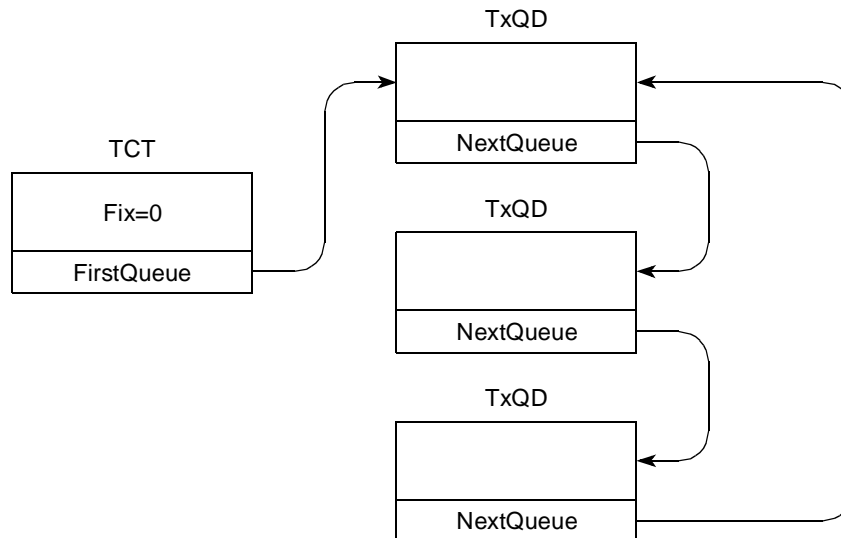 TxQD
NextQueue
TCT
Fix=0
FirstQueue
TxQD
NextQueue
TxQD
NextQueue